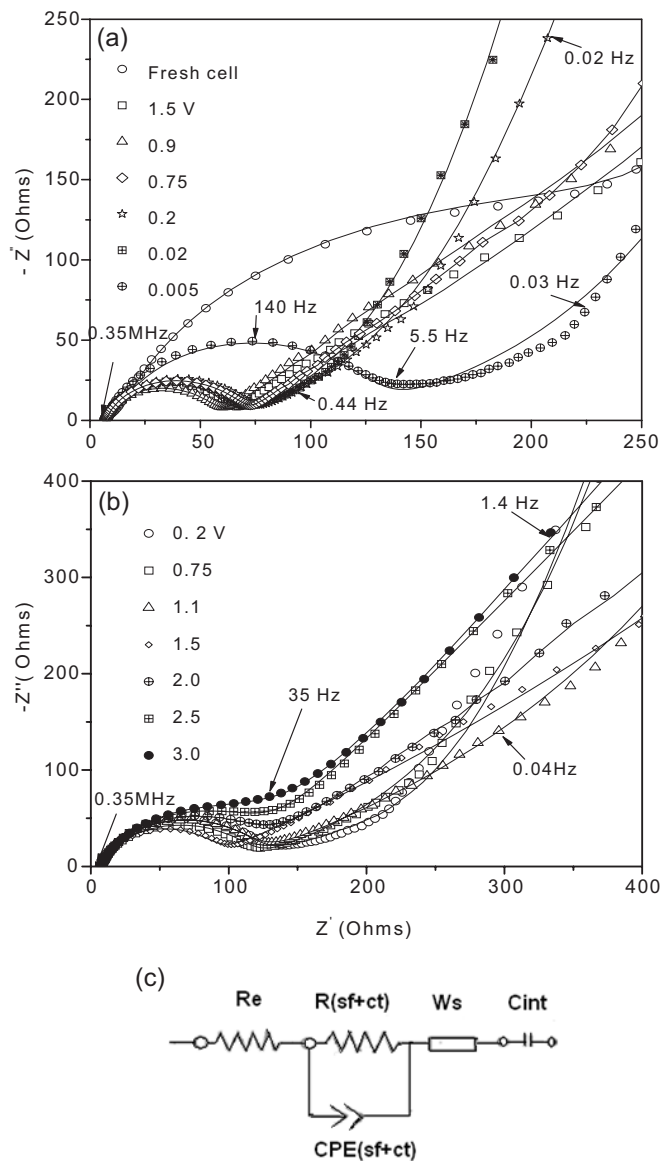 (a)
250
200
150
100
50
0
- Z" (Ohms)
Fresh cell
1.5 V
0.9
0.75
0.2
0.02
0.005
0.02 Hz
0.03 Hz
140 Hz
0.35MHz
5.5 Hz
0.44 Hz
0 50 100 150 200 250
(b)
400
300
200
100
0
-Z''( Ohms)
0. 2 V
0.75
1.1
1.5
2.0
2.5
3.0
1.4 Hz
35 Hz
0.35MHz
0.04Hz
0 100 200 300 400
Z' (Ohms)
(c)
Re R(sf+ct) Ws Cint
CPE(sf+ct)